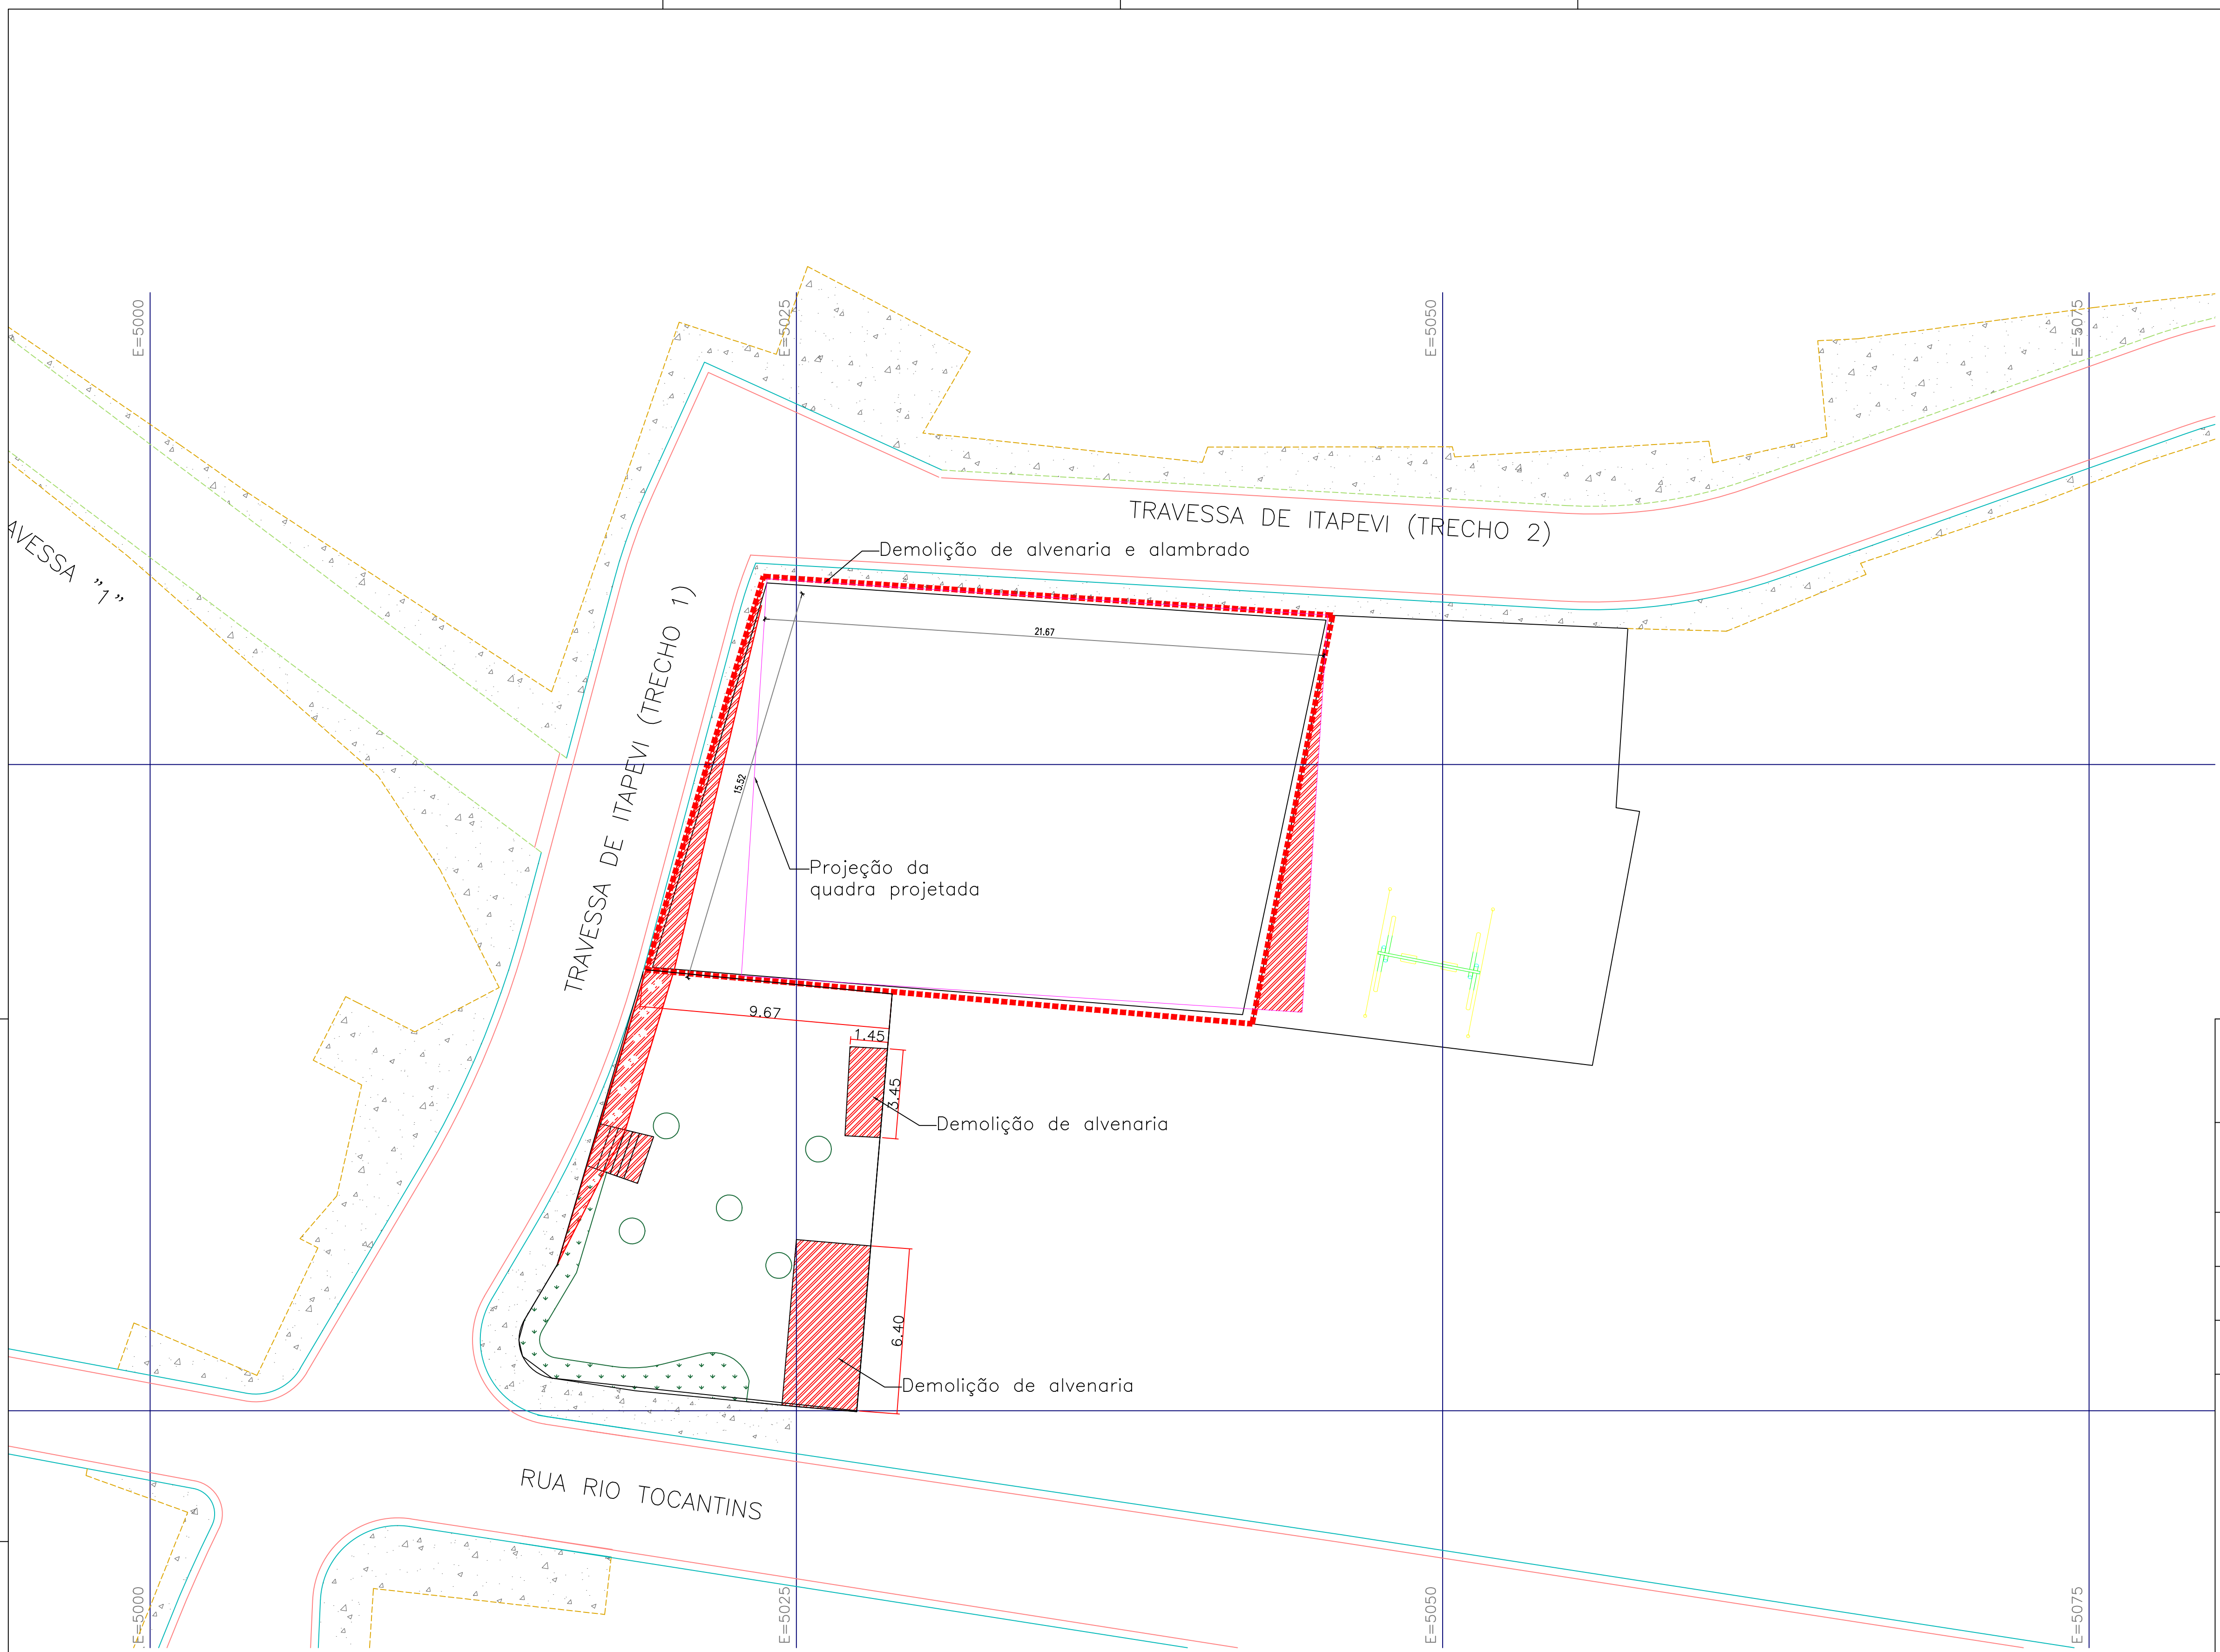 E=5000
E=5025
E=5050
E=5075
TRAVESSA DE ITAPEVI (TRECHO 2)
AVESSA "1"
Demolição de alvenaria e alambrado
TRAVESSA DE ITAPEVI (TRECHO 1)
21.67
15.52
Projeção da
quadra projetada
9.67
1.45
3.45
Demolição de alvenaria
6.40
Demolição de alvenaria
RUA RIO TOCANTINS
E=5000
E=5025
E=5050
E=5075